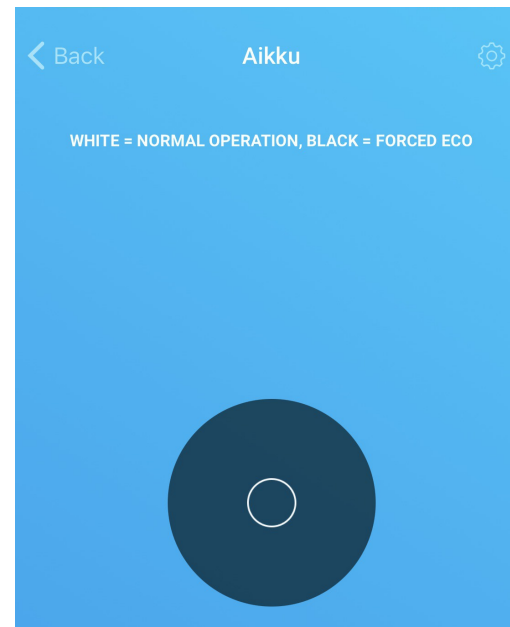 Back
Aikku
WHITE = NORMAL OPERATION, BLACK = FORCED ECO